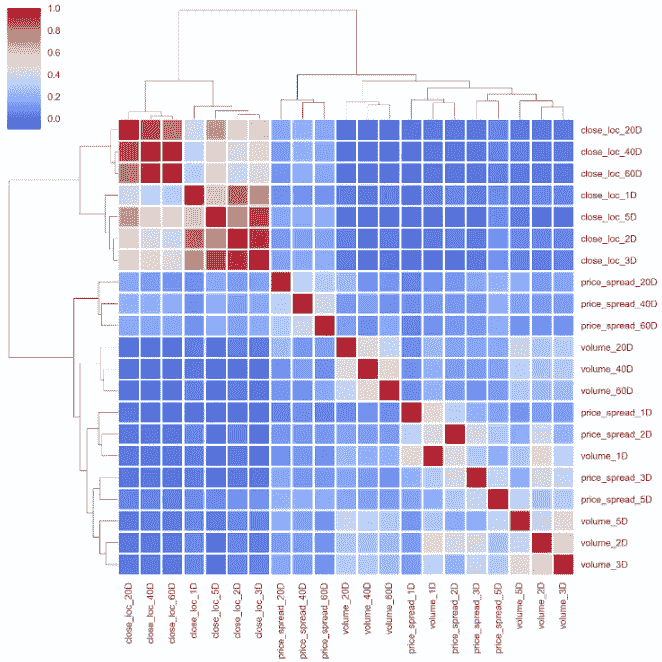 1.0
0.8
0.6
0.4
0.2
0.0
close_loc_20D
close_loc_40D
close_loc_60D
close_loc_1D
close_loc_5D
close_loc_2D
close_loc_3D
price_spread_20D
price_spread_40D
price_spread_60D
volume_20D
volume_40D
volume_60D
price_spread_1D
price_spread_2D
volume_1D
price_spread_3D
price_spread_5D
volume_5D
volume_2D
volume_3D
close_loc_20D
close_loc_40D
close_loc_60D
close_loc_1D
close_loc_5D
close_loc_2D
close_loc_3D
price_spread_20D
price_spread_40D
price_spread_60D
volume_20D
volume_40D
volume_60D
price_spread_1D
volume_1D
price_spread_2D
price_spread_3D
price_spread_5D
volume_5D
volume_2D
volume_3D